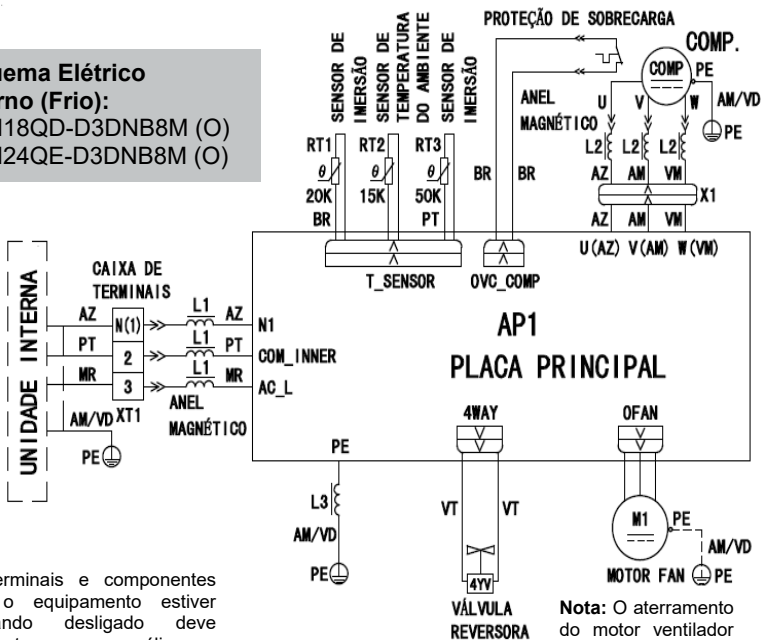 uema Elétrico
rno (Frio):
18QD-D3DNB8M (O)
24QE-D3DNB8M (O)
PROTEÇÃO DE SOBRECARGA
SENSOR DE
IMERSÃO
SENSOR DE
TEMPERATURA
DO AMBIENTE
SENSOR DE
IMERSÃO
COMP.
COMP
PE
U
V
W
AM/VD
PE
ANEL
MAGNÉTICO
RT1
RT2
RT3
θ
θ
θ
20K
15K
50K
BR
PT
BR
BR
L2
L2
L2
AZ
AM
VM
X1
AZ
AM
VM
U(AZ) V(AM) W(VM)
T_SENSOR
OVC_COMP
UNIDADE INTERNA
CAIXA DE
TERMINAIS
AZ
N(1)
L1
AZ
N1
PT
2
L1
PT
COM_INNER
MR
3
L1
MR
AC_L
AM/VD
XT1
ANEL
MAGNÉTICO
PE
AP1
PLACA PRINCIPAL
4WAY
OFAN
PE
L3
AM/VD
PE
VT
VT
4YV
VÁLVULA
REVERSORA
M1
PE
AM/VD
MOTOR FAN
PE
erminais e componentes
o equipamento estiver
ando desligado deve
Nota: O aterramento
do motor ventilador